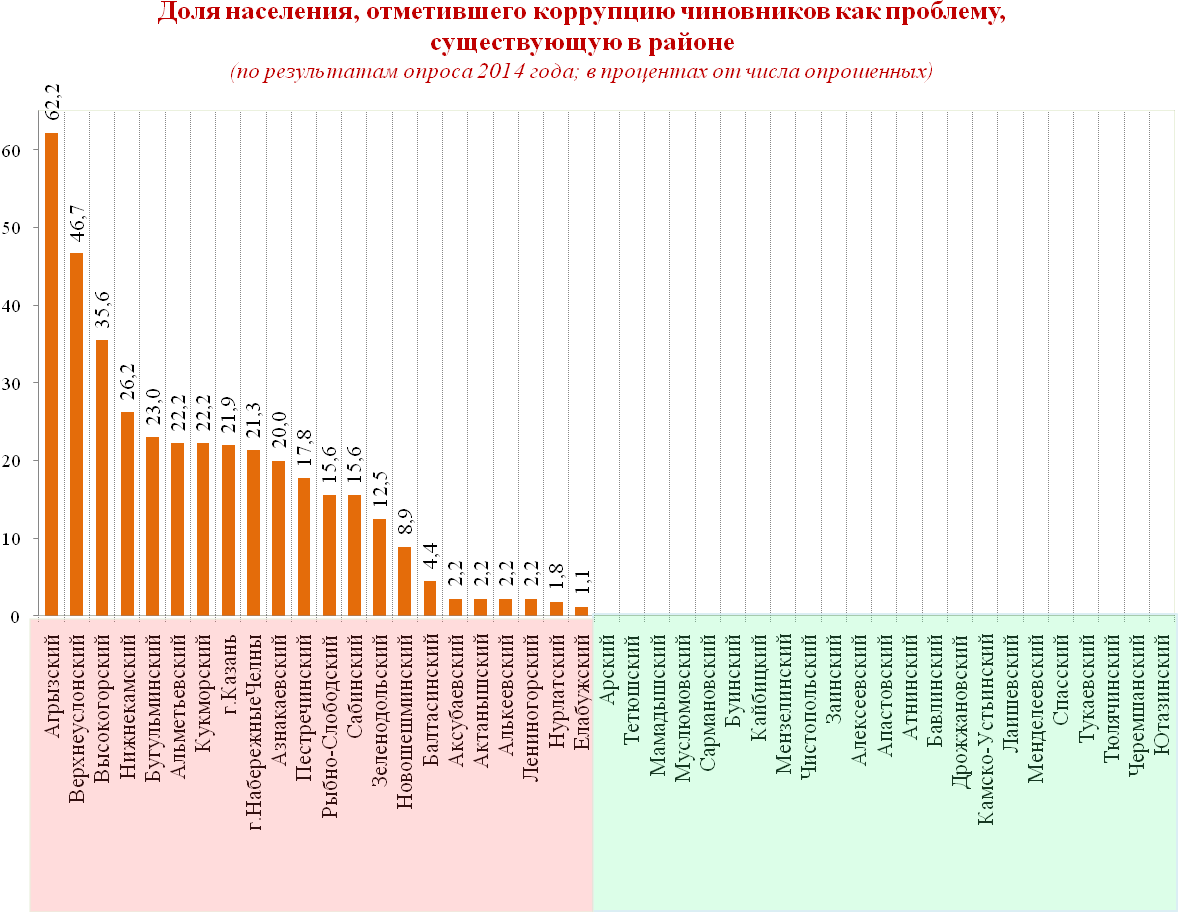 Доля населения, отметившего коррупцию чиновников как проблему,
существующую в районе
(по результатам опроса 2014 года; в процентах от числа опрошенных)
60
50
40
30
20
10
0
62,2
46,7
35,6
26,2
23,0
22,2
22,2
21,9
21,3
20,0
17,8
15,6
15,6
12,5
8,9
4,4
2,2
2,2
2,2
2,2
1,8
1,1
Агрызский
Верхнеуслонский
Высокогорский
Нижнекамский
Бугульминский
Альметьевский
Кукморский
г.Казань
г.НабережныеЧелны
Азнакаевский
Пестречинский
Рыбно-Слободский
Сабинский
Зеленодольский
Новошешминский
Балтасинский
Аксубаевский
Актанышский
Алькеевский
Лениногорский
Нурлатский
Елабужский
Арский
Тетюшский
Мамадышский
Муслюмовский
Сармановский
Буинский
Кайбицкий
Мензелинский
Чистопольский
Заинский
Алексеевский
Апастовский
Атнинский
Бавлинский
Дрожжановский
Камско-Устьинский
Лаишевский
Менделеевский
Спасский
Тукаевский
Тюлячинский
Черемшанский
Ютазинский